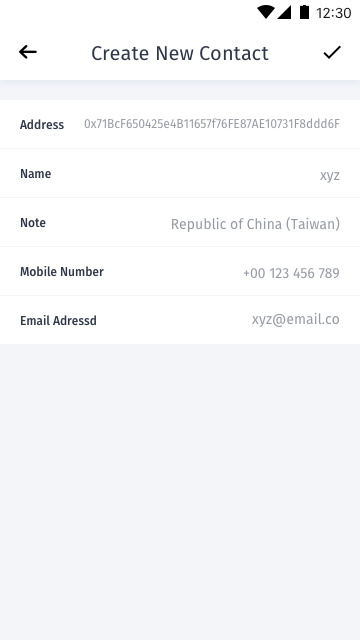 12:30
Create New Contact
Address 0x71BcF650425e4B11657f76FE87AE10731F8ddd6F
Name xyz
Note Republic of China (Taiwan)
Mobile Number +00 123 456 789
Email Adressd xyz@email.co